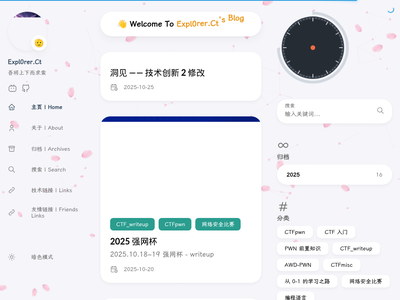 👋 Welcome To Expl0rer.Ct's Blog
Expl0rer.Ct
吾将上下而求索
主页 | Home
关于 | About
归档 | Archives
搜索 | Search
技术链接 | Links
友情链接 | Friends
Links
暗色模式
洞见 —— 技术创新 2 修改
2025-10-25
CTF_writeup
CTFpwn
网络安全比赛
2025 强网杯
2025.10.18~19 强网杯 - writeup
2025-10-20
搜索
输入关键词....
归档
2025
16
分类
CTFpwn
CTF 入门
PWN 前置知识
CTF_writeup
AWD-PWN
CTFmisc
从 0-1 的学习之路
网络安全比赛
编程语言